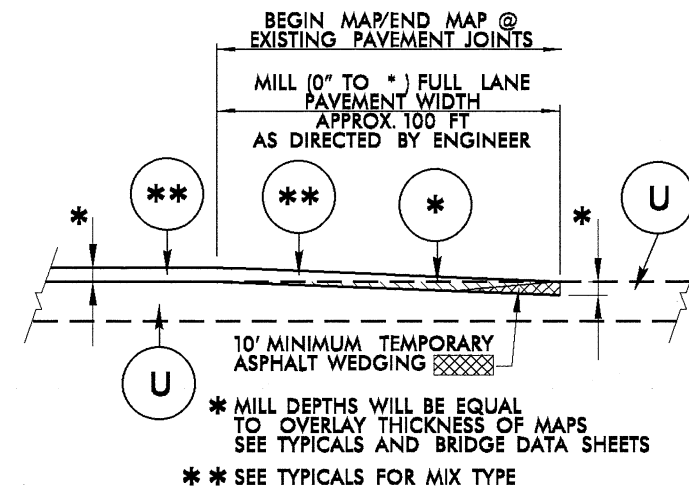 BEGIN MAP/END MAP @
EXISTING PAVEMENT JOINTS
MILL (0" TO * ) FULL LANE
PAVEMENT WIDTH
APPROX. 100 FT
AS DIRECTED BY ENGINEER
* ** ** * * U
10' MINIMUM TEMPORARY
ASPHALT WEDGING
U
* MILL DEPTHS WILL BE EQUAL
TO OVERLAY THICKNESS OF MAPS
SEE TYPICALS AND BRIDGE DATA SHEETS
* * SEE TYPICALS FOR MIX TYPE